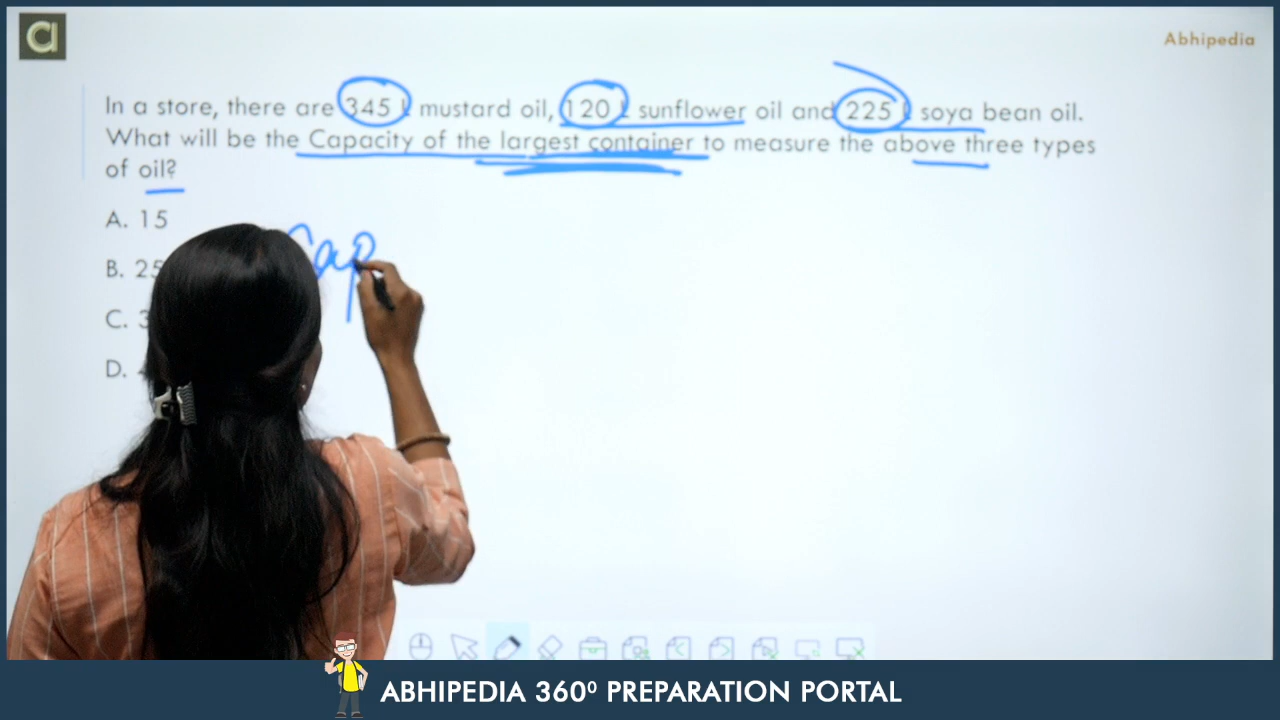 Abhipedia
In a store, there are 345 l mustard oil, 120 L sunflower oil and 225 l soya bean oil.
What will be the Capacity of the largest container to measure the above three types
of oil?
A. 15
B. 25
C.
D.
Cap
ABHIPEDIA 360⁰ PREPARATION PORTAL